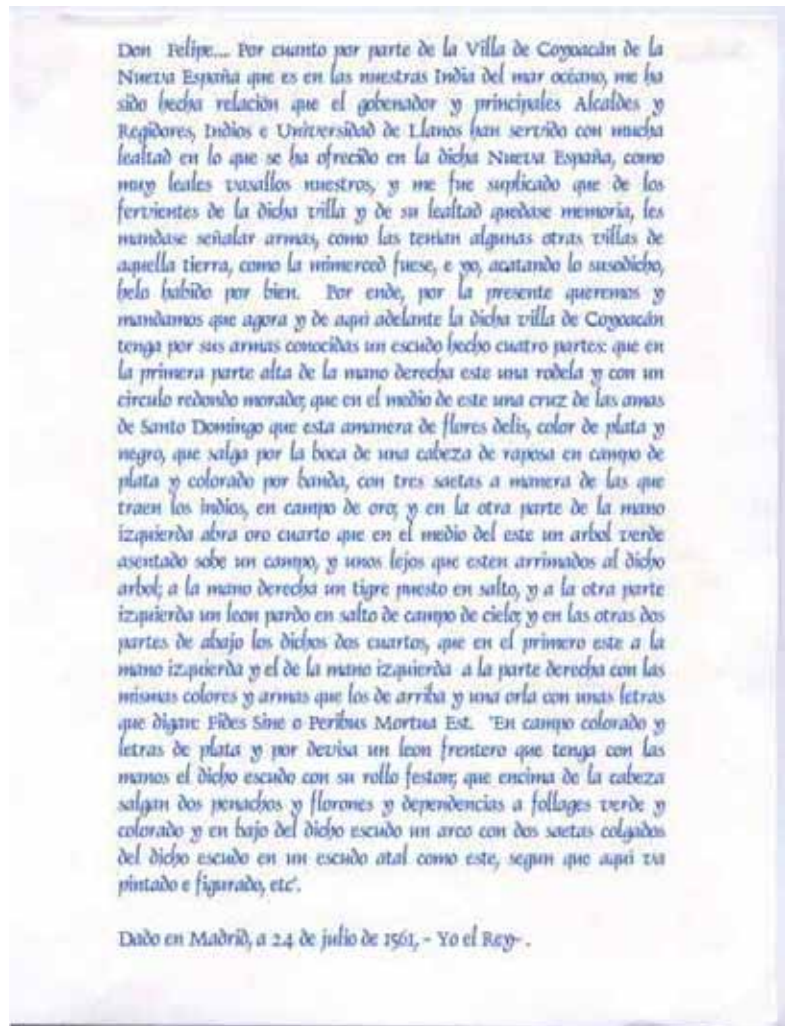 Don Felipe.... Por cuanto por parte de la Villa de Coyoacán de la
Nueva España que es en las nuestras India del mar océano, me ha
sido hecha relación que el gobenador y principales Alcaldes y
Regidores, Indios e Universidad de Llanos han servido con mucha
lealtad en lo que se ha ofrecido en la dicha Nueva España, como
muy leales vasallos nuestros, y me fue suplicado que de los
fervientes de la dicha villa y de su lealtad quedase memoria, les
mandase señalar armas, como las tenian algunas otras villas de
aquella tierra, como la mimerced fuese, e yo, acatando lo susodicho,
helo habido por bien. Por ende, por la presente queremos y
mandamos que agora y de aqui adelante la dicha villa de Coyoacán
tenga por sus armas conocidas un escudo hecho cuatro partes: que en
la primera parte alta de la mano derecha este una rodela y con un
circulo redondo morado; que en el medio de este una cruz de las amas
de Santo Domingo que esta amanera de flores delis, color de plata y
negro, que salga por la boca de una cabeza de raposa en campo de
plata y colorado por banda, con tres saetas a manera de las que
traen los indios, en campo de oro; y en la otra parte de la mano
izquierda abra oro cuarto que en el medio del este un arbol verde
asentado sobe un campo, y unos lejos que esten arrimados al dicho
arbol; a la mano derecha un tigre puesto en salto, y a la otra parte
izquierda un leon pardo en salto de campo de cielo; y en las otras dos
partes de abajo los dichos dos cuartos, que en el primero este a la
mano izquierda y el de la mano izquierda a la parte derecha con las
mismas colores y armas que los de arriba y una orla con unas letras
que digan: Fides Sine o Peribus Mortua Est. "En campo colorado y
letras de plata y por devisa un leon frentero que tenga con las
manos el dicho escudo con su rollo feston; que encima de la cabeza
salgan dos penachos y florones y dependencias a follages verde y
colorado y en bajo del dicho escudo un arco con dos saetas colgados
del dicho escudo en un escudo atal como este, segun que aqui va
pintado e figurado, etc".
Dado en Madrid, a 24 de julio de 1561, - Yo el Rey- .